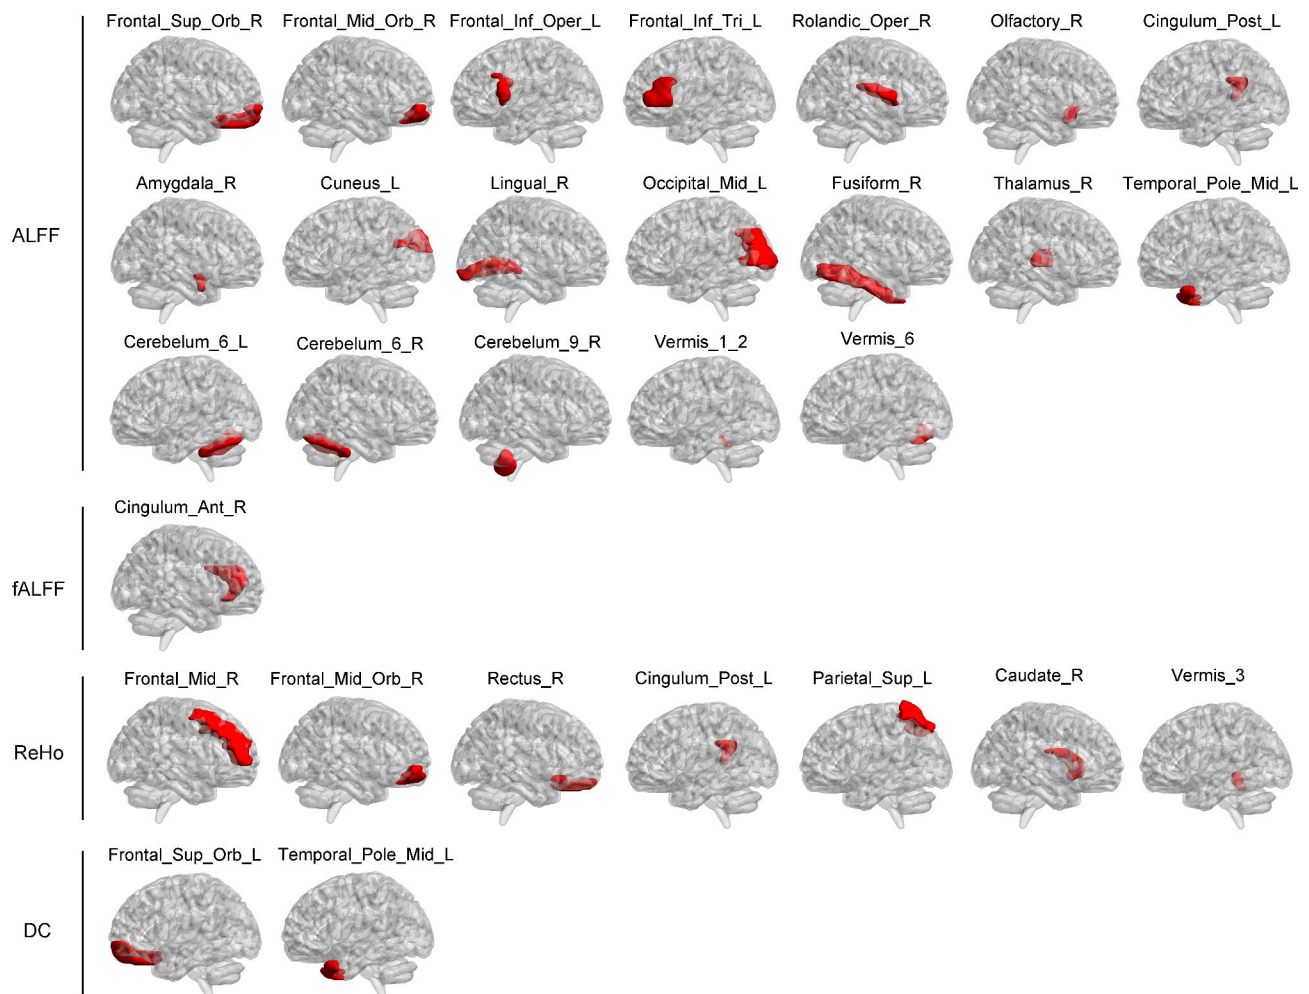 Frontal_Sup_Orb_R Frontal_Mid_Orb_R Frontal_Inf_Oper_L Frontal_Inf_Tri_L Rolandic_Oper_R Olfactory_R Cingulum_Post_L
Amygdala_R Cuneus_L Lingual_R Occipital_Mid_L Fusiform_R Thalamus_R Temporal_Pole_Mid_L
ALFF
Cerebelum_6_L Cerebelum_6_R Cerebelum_9_R Vermis_1_2 Vermis_6
Cingulum_Ant_R
fALFF
Frontal_Mid_R Frontal_Mid_Orb_R Rectus_R Cingulum_Post_L Parietal_Sup_L Caudate_R Vermis_3
ReHo
Frontal_Sup_Orb_L Temporal_Pole_Mid_L
DC